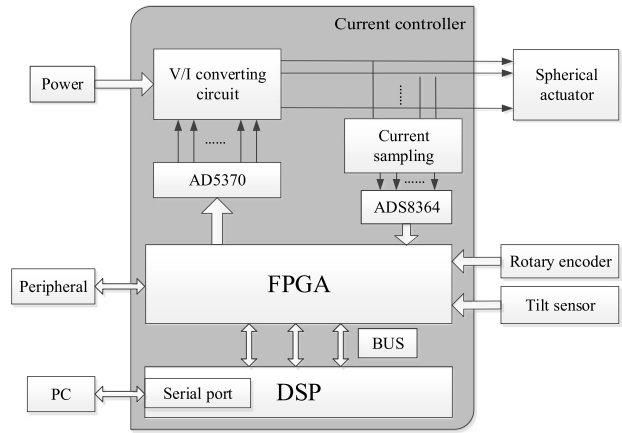 Current controller
V/I converting
circuit
Spherical
actuator
Power
......
Current
sampling
......
AD5370
......
ADS8364
FPGA
Rotary encoder
Peripheral
Tilt sensor
BUS
PC
Serial port
DSP